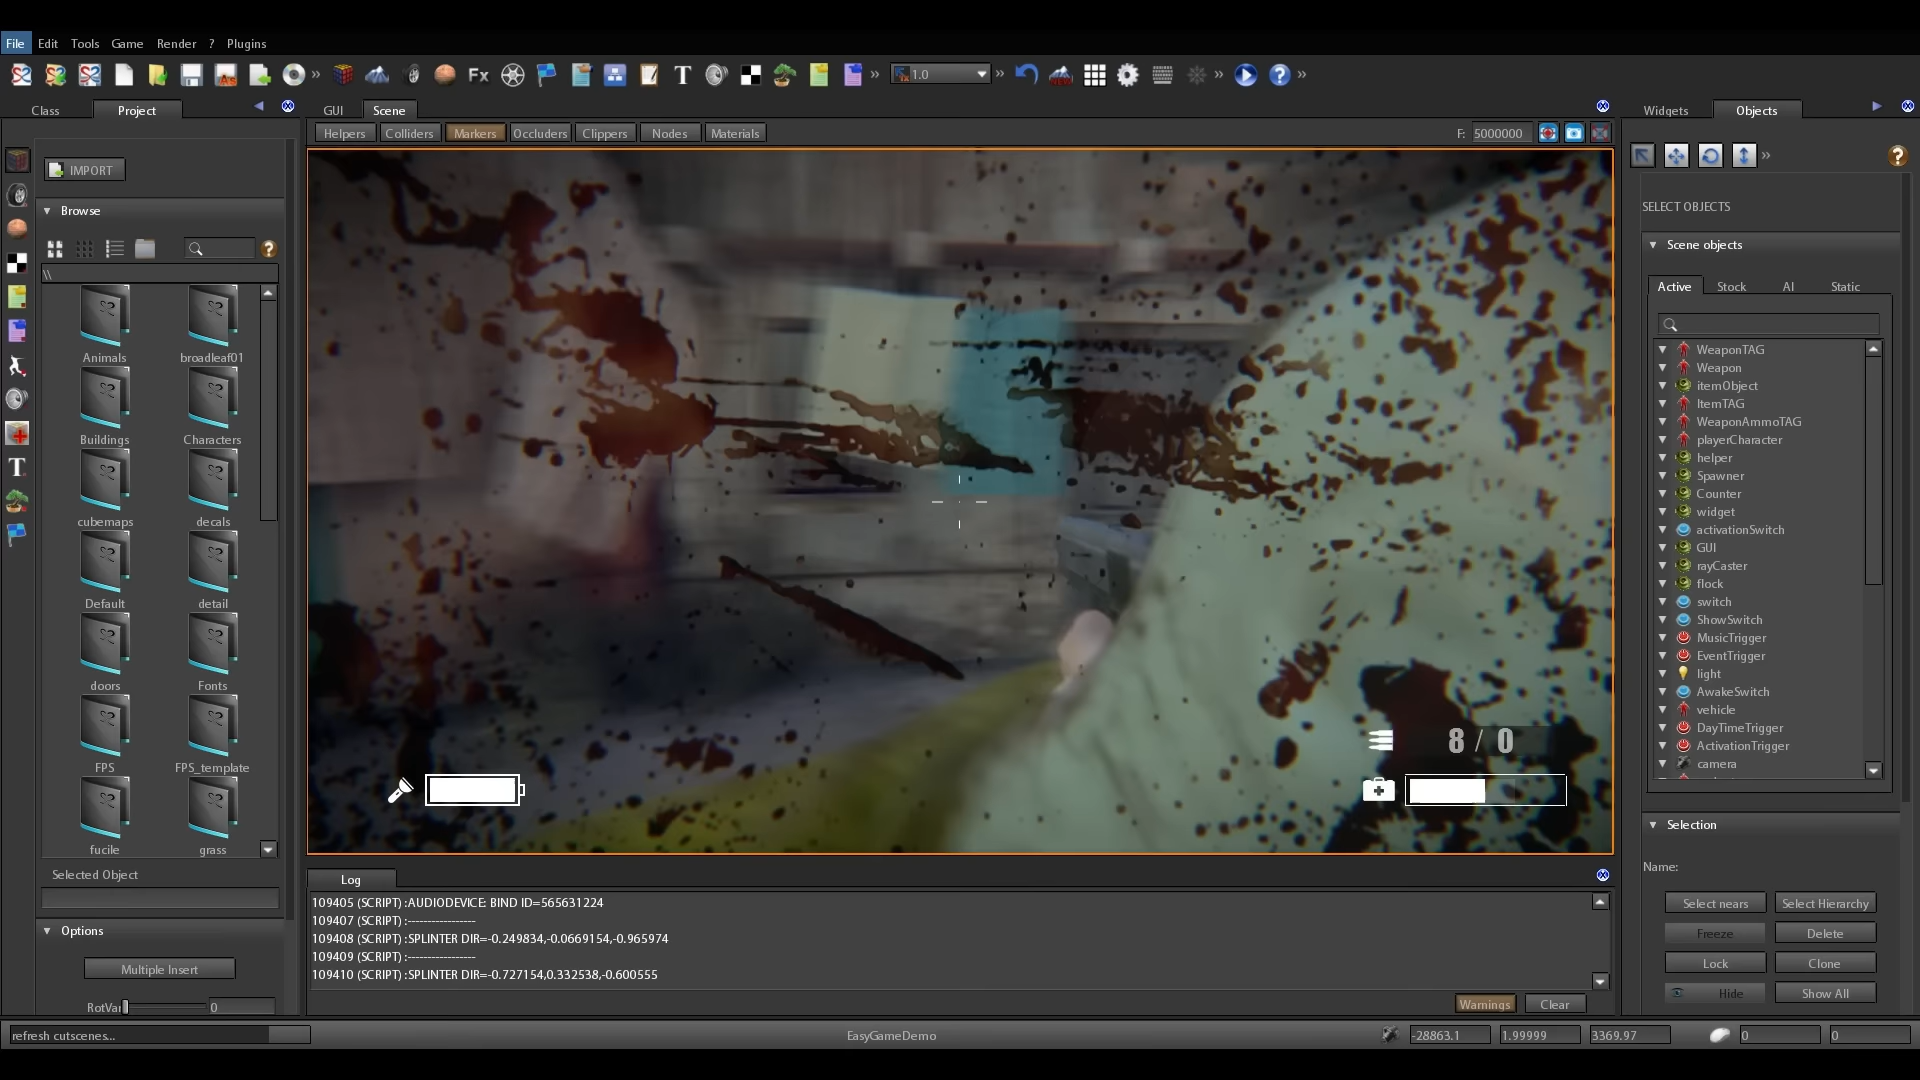 File Edit Tools Game Render ? Plugins
Fx T 1.0
Class Project
GUI Scene
Widgets Objects
Helpers Colliders Markers Occluders Clippers Nodes Materials F: 5000000
IMPORT
Browse
\\
Animals broadleaf01
Buildings Characters
cubemaps decals
Default detail
doors Fonts
FPS FPS_template
fucile grass
Selected Object
Options
Multiple Insert
RotVar 0
8 / 0
Log
109405 (SCRIPT) :AUDIODEVICE: BIND ID=565631224
109407 (SCRIPT) :-----------------
109408 (SCRIPT) :SPLINTER DIR=-0.249834,-0.0669154,-0.965974
109409 (SCRIPT) :-----------------
109410 (SCRIPT) :SPLINTER DIR=-0.727154,0.332538,-0.600555
Warnings Clear
SELECT OBJECTS
Scene objects
Active Stock AI Static
WeaponTAG
Weapon
itemObject
ItemTAG
WeaponAmmoTAG
playerCharacter
helper
Spawner
Counter
widget
activationSwitch
GUI
rayCaster
flock
switch
ShowSwitch
MusicTrigger
EventTrigger
light
AwakeSwitch
vehicle
DayTimeTrigger
ActivationTrigger
camera
Selection
Name:
Select nears Select Hierarchy
Freeze Delete
Lock Clone
Hide Show All
refresh cutscenes... EasyGameDemo -28863.1 1.99999 3369.97 0 0